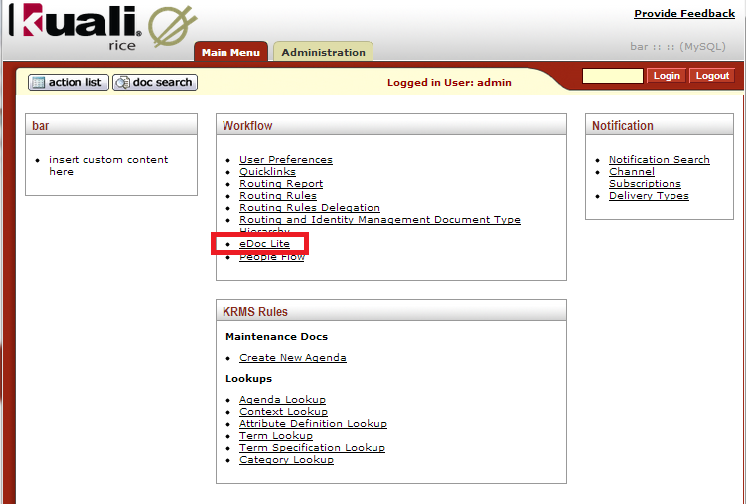 Kuali
rice
Provide Feedback
Main Menu
Administration
bar :: :: (MySQL)
action list
doc search
Logged in User: admin
Login
Logout
bar
insert custom content
here
Workflow
User Preferences
Quicklinks
Routing Report
Routing Rules
Routing Rules Delegation
Routing and Identity Management Document Type
Hierarchy
eDoc Lite
People Flow
KRMS Rules
Maintenance Docs
Create New Agenda
Lookups
Agenda Lookup
Context Lookup
Attribute Definition Lookup
Term Lookup
Term Specification Lookup
Category Lookup
Notification
Notification Search
Channel
Subscriptions
Delivery Types